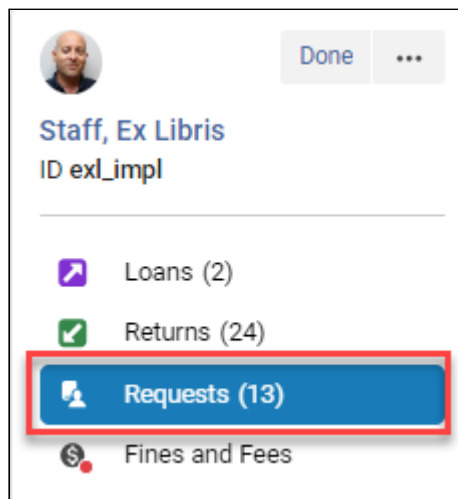 Done
Staff, Ex Libris
ID exl_impl
Loans (2)
Returns (24)
Requests (13)
Fines and Fees